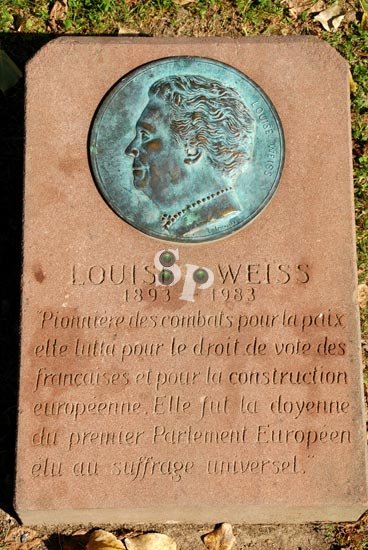 LOUISE WEISS
LOUISE WEISS
1893 - 1983
"Pionnière des combats pour la paix
elle lutta pour le droit de vote des
françaises et pour la construction
européenne. Elle fut la doyenne
du premier Parlement Européen
élu au suffrage universel."
SP